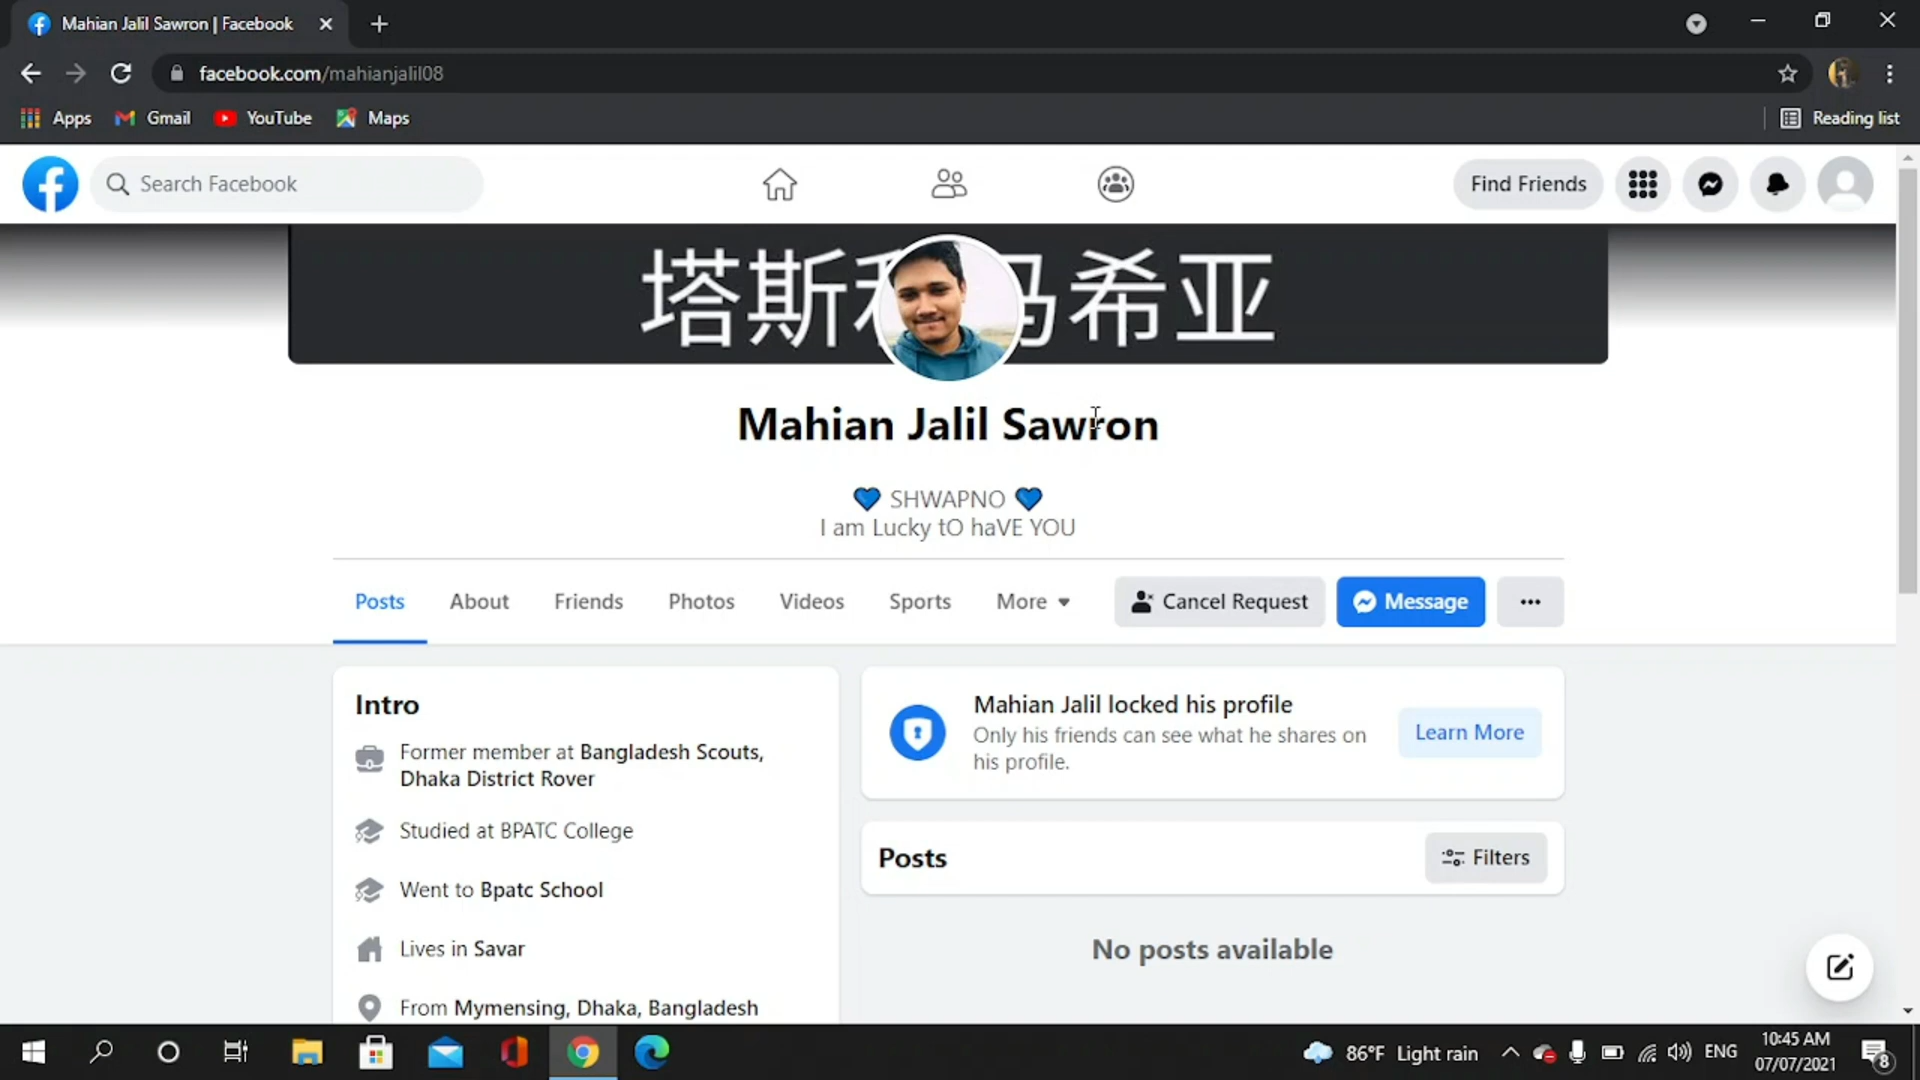 Mahian Jalil Sawron | Facebook
facebook.com/mahianjalil08
Apps Gmail YouTube Maps Reading list
Search Facebook Find Friends
塔斯 马希亚
Mahian Jalil Sawron
💙 SHWAPNO 💙
I am Lucky tO haVE YOU
Posts About Friends Photos Videos Sports More Cancel Request Message
Intro
Former member at Bangladesh Scouts,
Dhaka District Rover
Studied at BPATC College
Went to Bpatc School
Lives in Savar
From Mymensing, Dhaka, Bangladesh
Mahian Jalil locked his profile
Only his friends can see what he shares on
his profile.
Learn More
Posts Filters
No posts available
86°F Light rain ENG
10:45 AM
07/07/2021
8